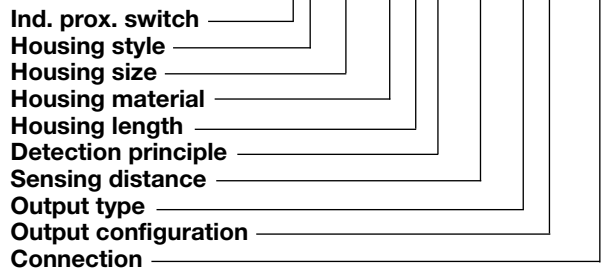 Ind. prox. switch
Housing style
Housing size
Housing material
Housing length
Detection principle
Sensing distance
Output type
Output configuration
Connection